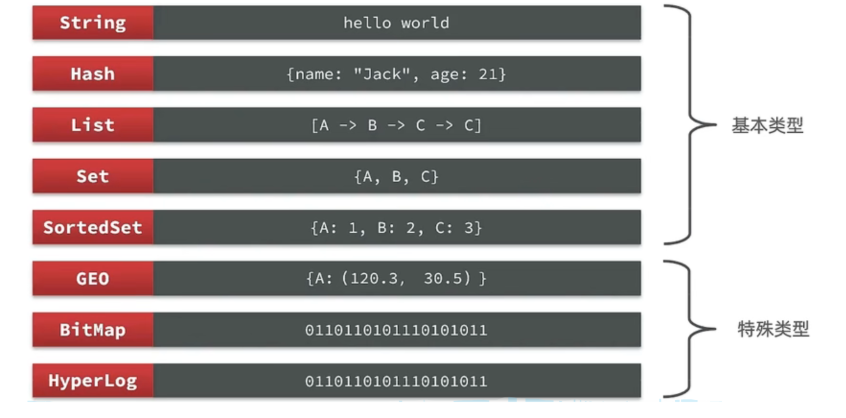 String hello world
Hash {name: "Jack", age: 21}
List [A -> B -> C -> C]
基本类型
Set {A, B, C}
SortedSet {A: 1, B: 2, C: 3}
GEO {A: (120.3, 30.5) }
BitMap 0110110101110101011
特殊类型
HyperLog 0110110101110101011